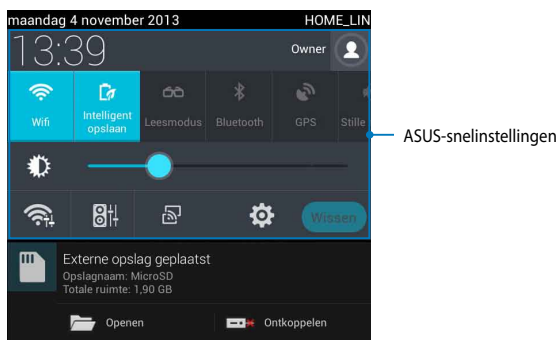 maandag 4 november 2013 HOME_LIN
13:39 Owner
Wifi Intelligent opslaan Leesmodus Bluetooth GPS Stille
ASUS-snelinstellingen
Wissen
Externe opslag geplaatst
Opslagnaam: MicroSD
Totale ruimte: 1,90 GB
Openen Ontkoppelen